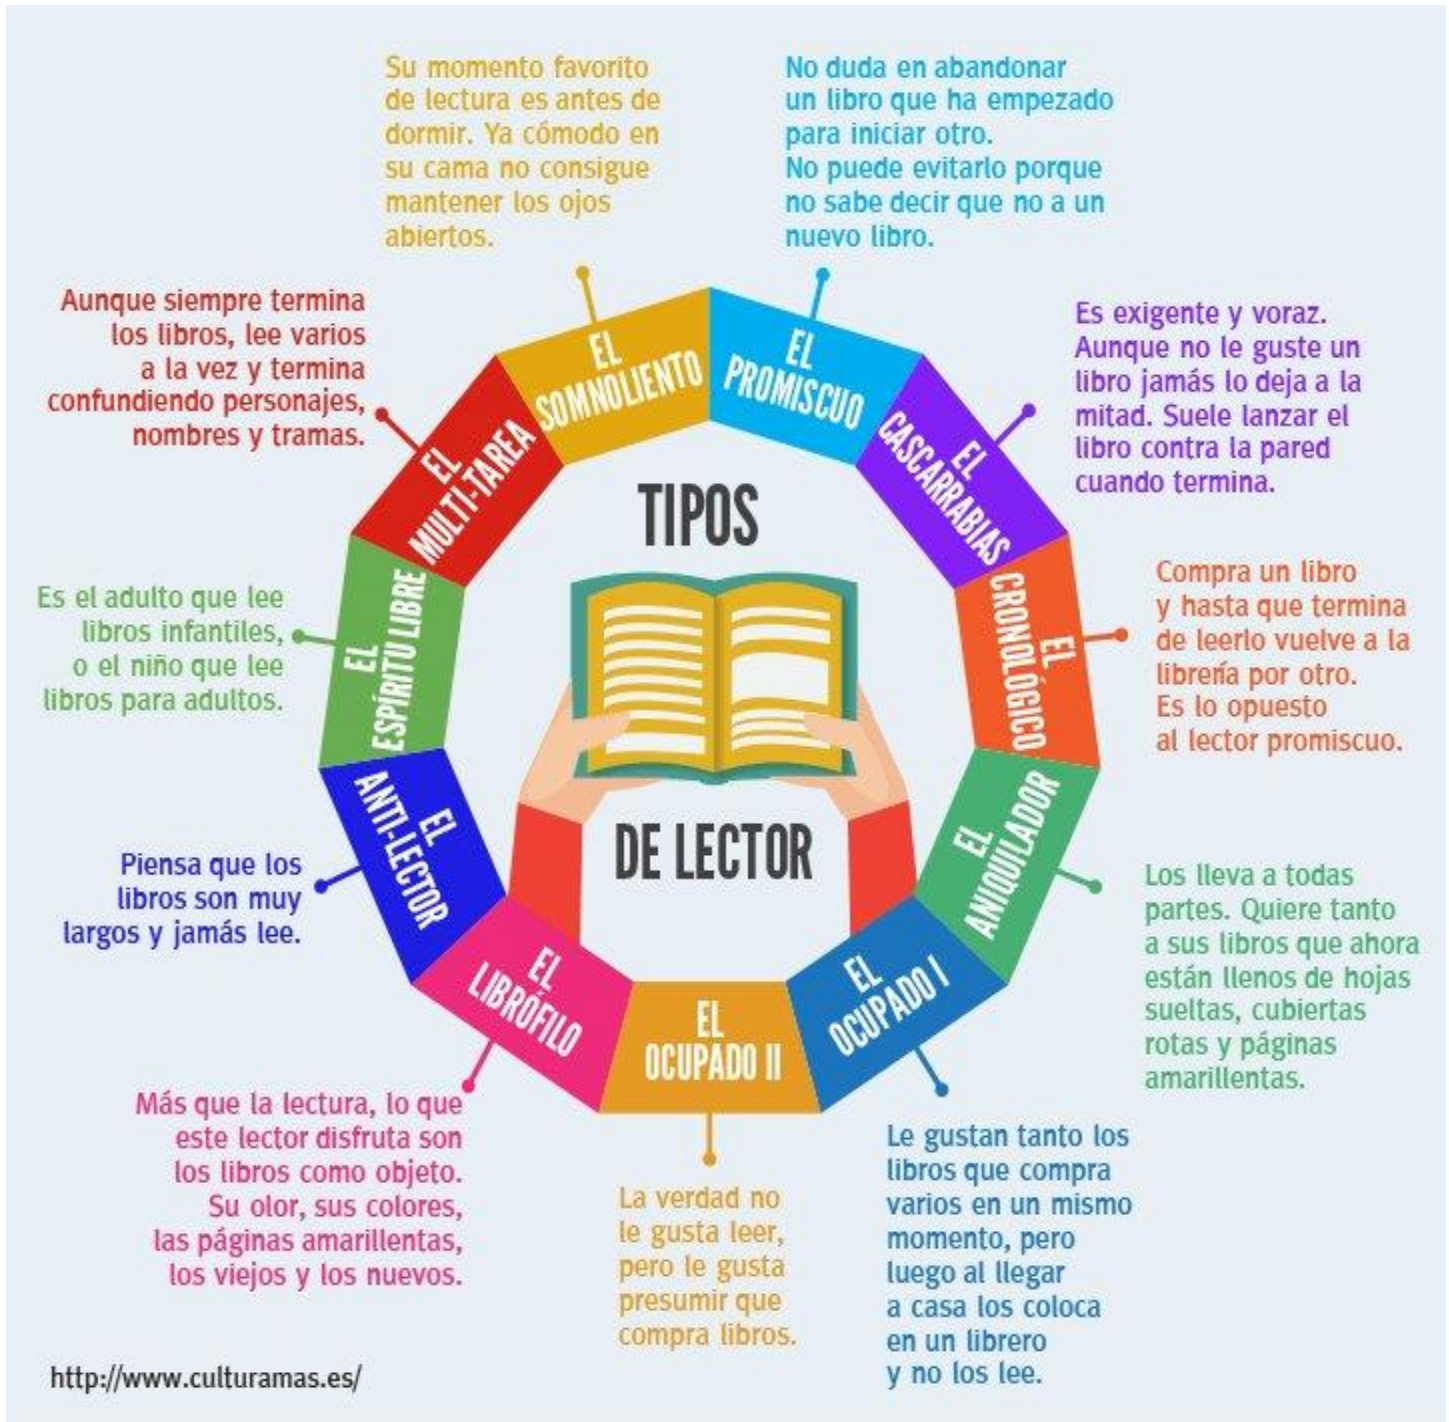 TIPOS
DE LECTOR
EL
SOMNOLIENTO
Su momento favorito
de lectura es antes de
dormir. Ya cómodo en
su cama no consigue
mantener los ojos
abiertos.
EL
PROMISCUO
No duda en abandonar
un libro que ha empezado
para iniciar otro.
No puede evitarlo porque
no sabe decir que no a un
nuevo libro.
EL
CASCARRABIAS
Es exigente y voraz.
Aunque no le guste un
libro jamás lo deja a la
mitad. Suele lanzar el
libro contra la pared
cuando termina.
EL
CRONOLÓGICO
Compra un libro
y hasta que termina
de leerlo vuelve a la
librería por otro.
Es lo opuesto
al lector promiscuo.
EL
ANIQUILADOR
Los lleva a todas
partes. Quiere tanto
a sus libros que ahora
están llenos de hojas
sueltas, cubiertas
rotas y páginas
amarillentas.
EL
OCUPADO I
Le gustan tanto los
libros que compra
varios en un mismo
momento, pero
luego al llegar
a casa los coloca
en un librero
y no los lee.
EL
OCUPADO II
La verdad no
le gusta leer,
pero le gusta
presumir que
compra libros.
EL
LIBRÓFILO
Más que la lectura, lo que
este lector disfruta son
los libros como objeto.
Su olor, sus colores,
las páginas amarillentas,
los viejos y los nuevos.
EL
ANTI-LECTOR
Piensa que los
libros son muy
largos y jamás lee.
EL
ESPÍRITU LIBRE
Es el adulto que lee
libros infantiles,
o el niño que lee
libros para adultos.
EL
MULTI-TAREA
Aunque siempre termina
los libros, lee varios
a la vez y termina
confundiendo personajes,
nombres y tramas.
http://www.culturamas.es/